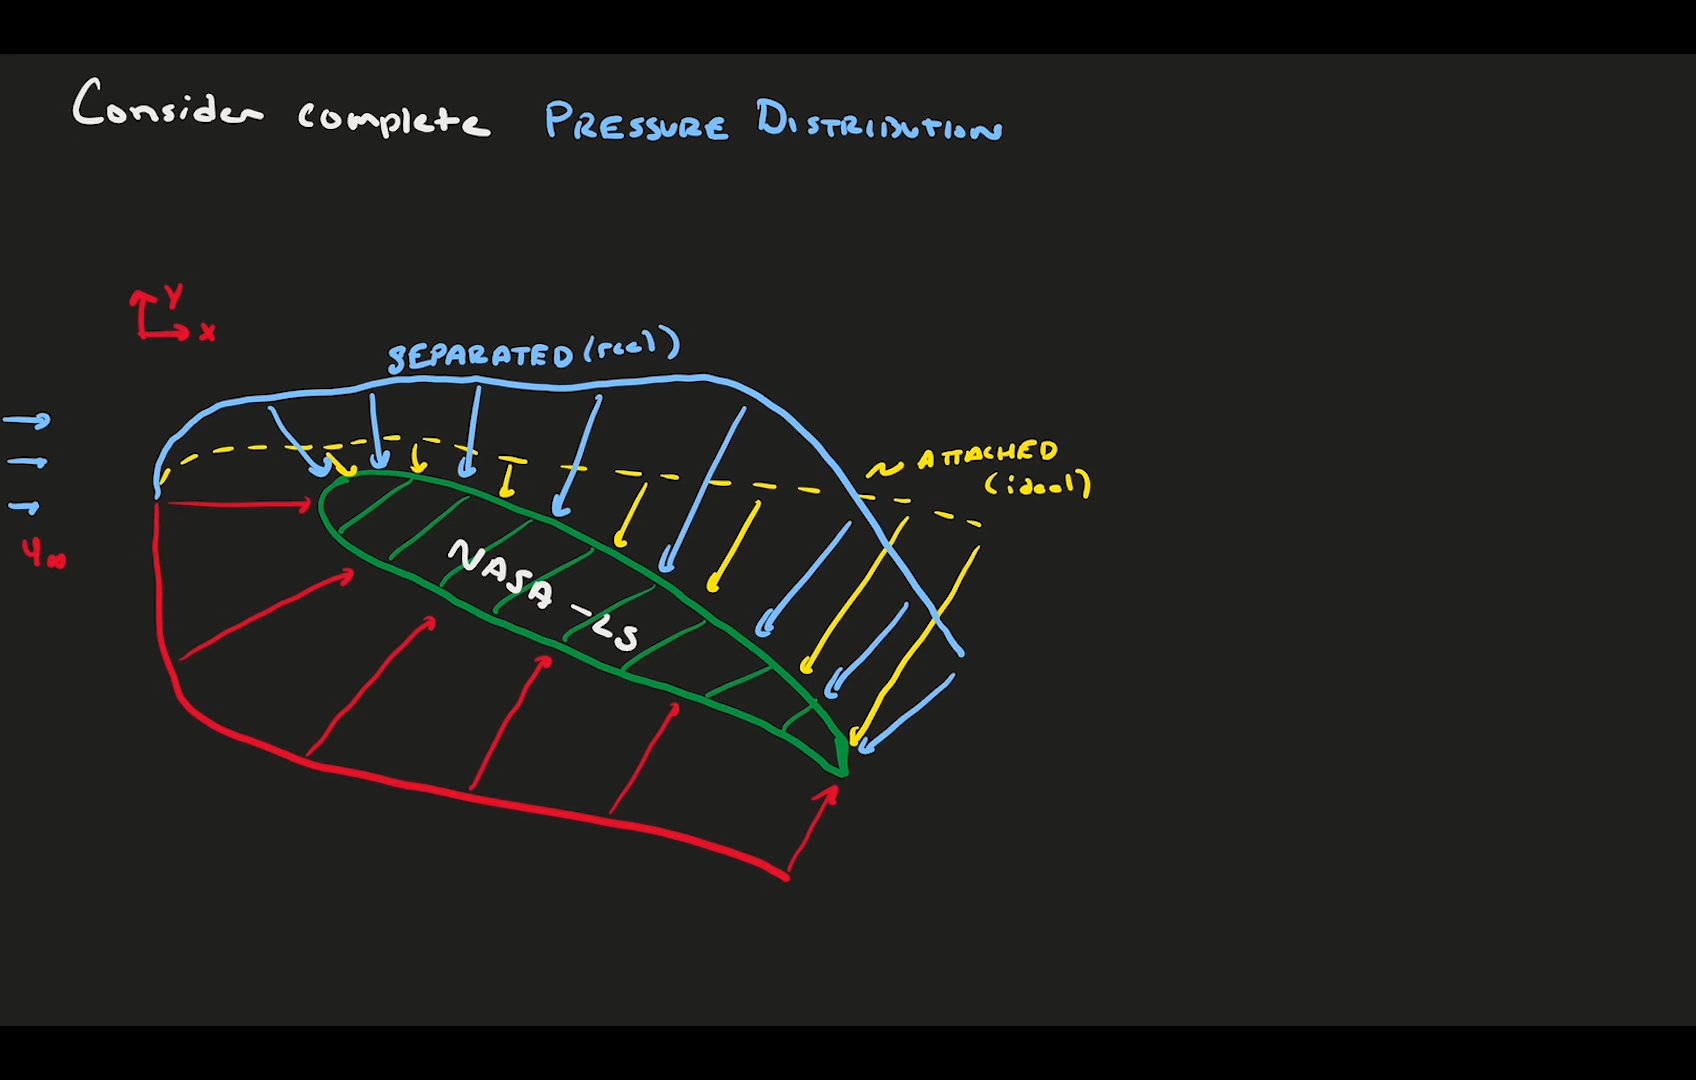 Consider complete PRESSURE DISTRIBUTION
Y
X
SEPARATED (real)
~ ATTACHED
(ideal)
U∞
NASA-LS